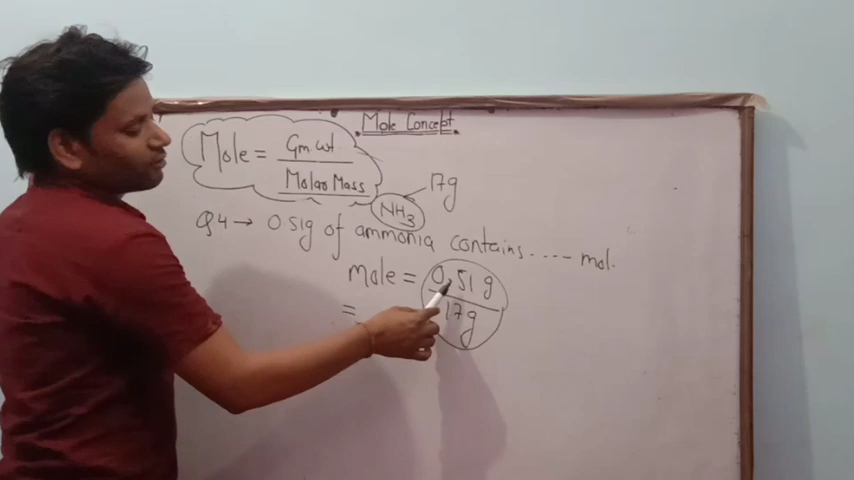 Mole Concept
Mole = Gm. wt
Molar Mass
17g
NH3
Q4 → 0 51g of ammonia contains ..... mol.
Mole = 0.51 g
= 17g